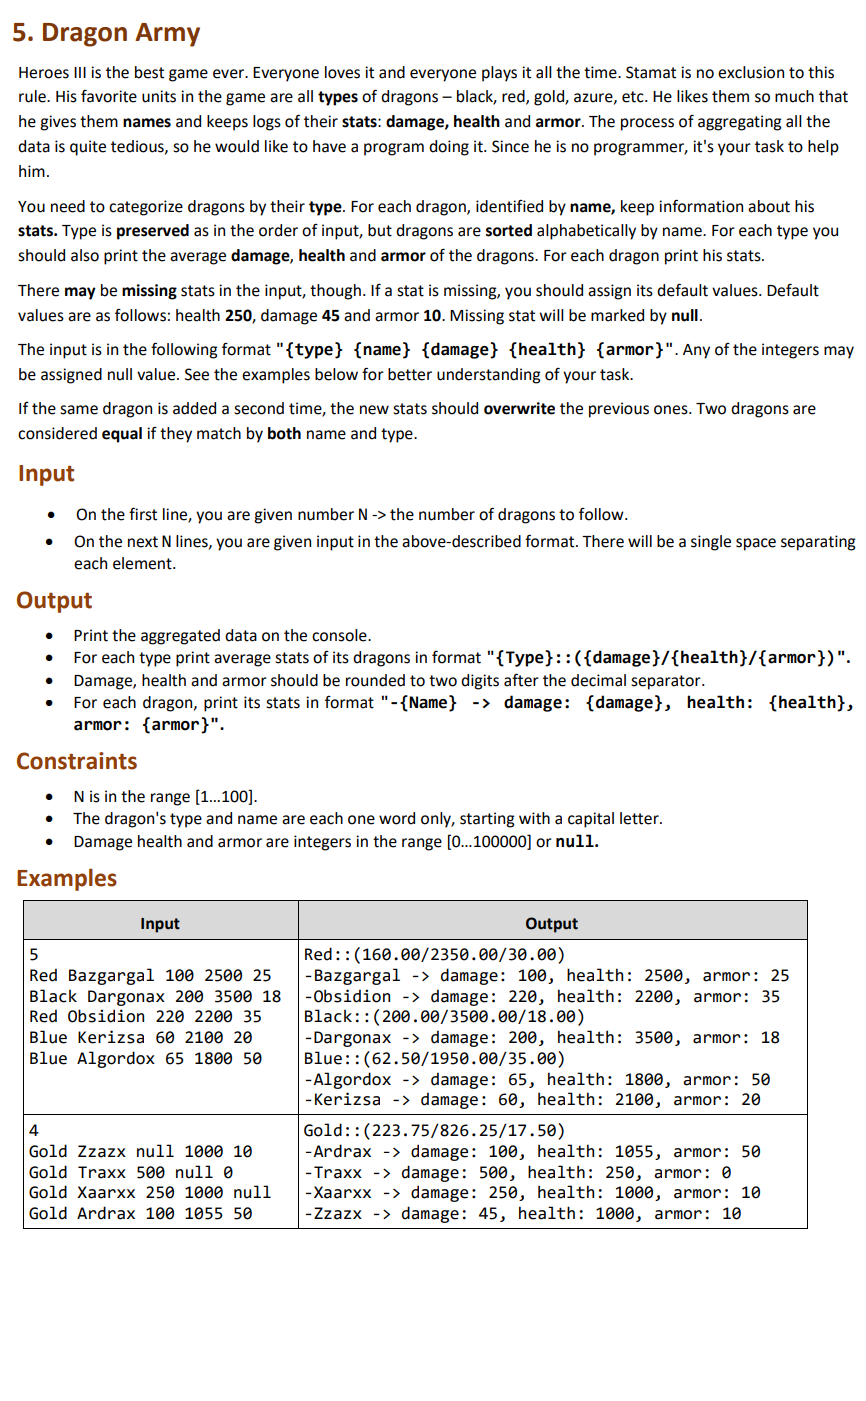 5. Dragon Army
Heroes III is the best game ever. Everyone loves it and everyone plays it all the time. Stamat is no exclusion to this
rule. His favorite units in the game are all types of dragons – black, red, gold, azure, etc. He likes them so much that
he gives them names and keeps logs of their stats: damage, health and armor. The process of aggregating all the
data is quite tedious, so he would like to have a program doing it. Since he is no programmer, it's your task to help
him.
You need to categorize dragons by their type. For each dragon, identified by name, keep information about his
stats. Type is preserved as in the order of input, but dragons are sorted alphabetically by name. For each type you
should also print the average damage, health and armor of the dragons. For each dragon print his stats.
There may be missing stats in the input, though. If a stat is missing, you should assign its default values. Default
values are as follows: health 250, damage 45 and armor 10. Missing stat will be marked by null.
The input is in the following format "{type} {name} {damage} {health} {armor}". Any of the integers may
be assigned null value. See the examples below for better understanding of your task.
If the same dragon is added a second time, the new stats should overwrite the previous ones. Two dragons are
considered equal if they match by both name and type.
Input
• On the first line, you are given number N -> the number of dragons to follow.
• On the next N lines, you are given input in the above-described format. There will be a single space separating
each element.
Output
• Print the aggregated data on the console.
• For each type print average stats of its dragons in format "{Type}::({damage}/{health}/{armor})".
• Damage, health and armor should be rounded to two digits after the decimal separator.
• For each dragon, print its stats in format "-{Name} -> damage: {damage}, health: {health},
armor: {armor}".
Constraints
• N is in the range [1…100].
• The dragon's type and name are each one word only, starting with a capital letter.
• Damage health and armor are integers in the range [0…100000] or null.
Examples
Input
Output
5
Red Bazgargal 100 2500 25
Black Dargonax 200 3500 18
Red Obsidion 220 2200 35
Blue Kerizsa 60 2100 20
Blue Algordox 65 1800 50
Red::(160.00/2350.00/30.00)
-Bazgargal -> damage: 100, health: 2500, armor: 25
-Obsidion -> damage: 220, health: 2200, armor: 35
Black::(200.00/3500.00/18.00)
-Dargonax -> damage: 200, health: 3500, armor: 18
Blue::(62.50/1950.00/35.00)
-Algordox -> damage: 65, health: 1800, armor: 50
-Kerizsa -> damage: 60, health: 2100, armor: 20
4
Gold Zzazx null 1000 10
Gold Traxx 500 null 0
Gold Xaarxx 250 1000 null
Gold Ardrax 100 1055 50
Gold::(223.75/826.25/17.50)
-Ardrax -> damage: 100, health: 1055, armor: 50
-Traxx -> damage: 500, health: 250, armor: 0
-Xaarxx -> damage: 250, health: 1000, armor: 10
-Zzazx -> damage: 45, health: 1000, armor: 10